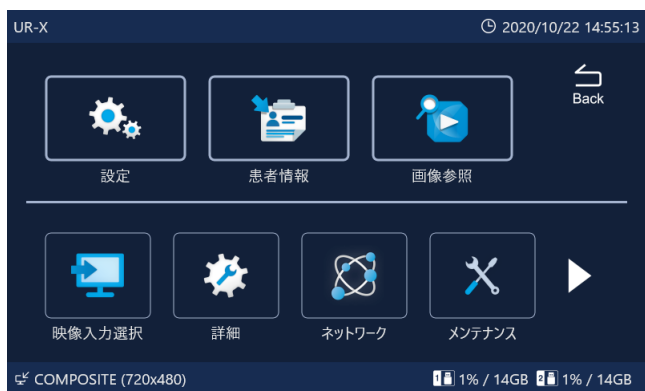 UR-X
2020/10/22 14:55:13
Back
設定 患者情報 画像参照
映像入力選択 詳細 ネットワーク メンテナンス
COMPOSITE (720x480)
1 1% / 14GB 2 1% / 14GB